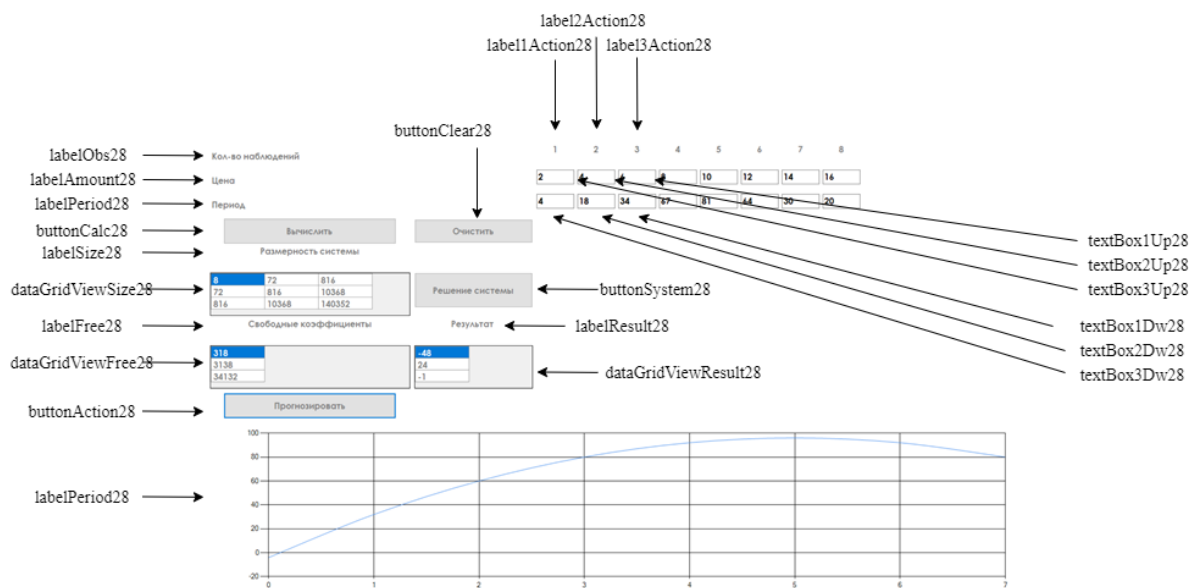 label2Action28
label1Action28 label3Action28
buttonClear28
1 2 3 4 5 6 7 8
labelObs28 Кол-во наблюдений
labelAmount28 Цена
2 10 12 14 16
labelPeriod28 Период
4 18 34 67 81 64 30 20
buttonCalc28 Вычислить Очистить
textBox1Up28
labelSize28 Размерность системы
textBox2Up28
dataGridViewSize28
8 72 816
72 816 10368
816 10368 140352
Решение системы buttonSystem28
textBox3Up28
labelFree28 Свободные коэффициенты Результат labelResult28
textBox1Dw28
textBox2Dw28
dataGridViewFree28
318
3138
34132
-48
24
-1
dataGridViewResult28
textBox3Dw28
buttonAction28 Прогнозировать
labelPeriod28
100
80
60
40
20
0
-20
0 1 2 3 4 5 6 7